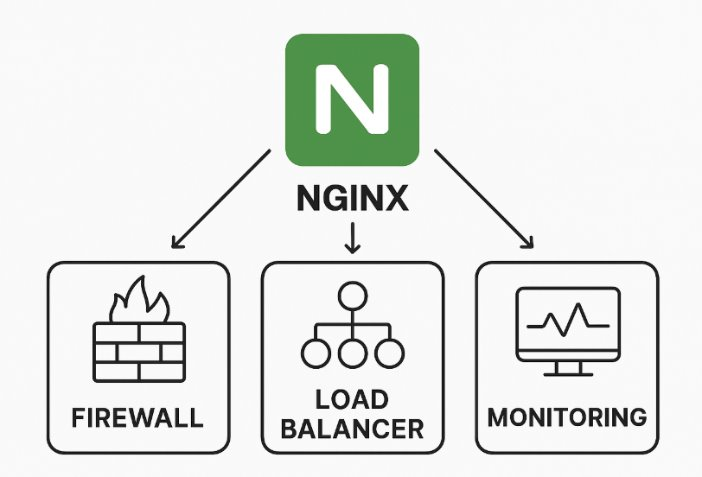 N
NGINX
FIREWALL
LOAD
BALANCER
MONITORING